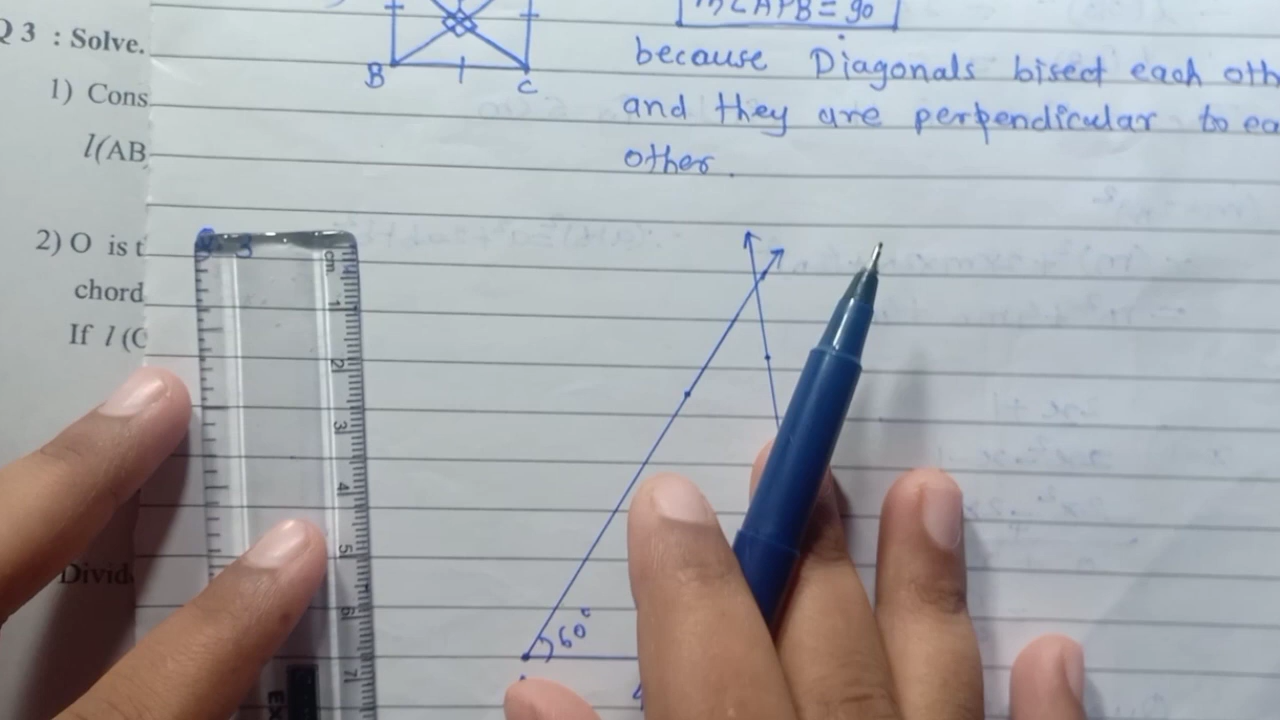 Q 3 : Solve.
1) Cons
l(AB
2) O is t
chord
If l (C
Divid
m∠APB = 90
because Diagonals bisect each oth
and they are perpendicular to ea
other.
B
C
60°
cm
1
2
3
4
5
6
7
EX